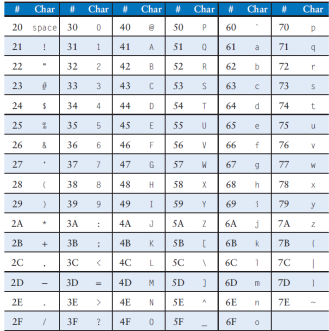 # Char # Char # Char # Char # Char # Char
20 space 30 0 40 @ 50 P 60 ` 70 p
21 ! 31 1 41 A 51 Q 61 a 71 q
22 " 32 2 42 B 52 R 62 b 72 r
23 # 33 3 43 C 53 S 63 c 73 s
24 $ 34 4 44 D 54 T 64 d 74 t
25 % 35 5 45 E 55 U 65 e 75 u
26 & 36 6 46 F 56 V 66 f 76 v
27 ' 37 7 47 G 57 W 67 g 77 w
28 ( 38 8 48 H 58 X 68 h 78 x
29 ) 39 9 49 I 59 Y 69 i 79 y
2A * 3A : 4A J 5A Z 6A j 7A z
2B + 3B ; 4B K 5B [ 6B k 7B {
2C , 3C < 4C L 5C \ 6C l 7C |
2D – 3D = 4D M 5D ] 6D m 7D }
2E . 3E > 4E N 5E ^ 6E n 7E ~
2F / 3F ? 4F O 5F _ 6F o